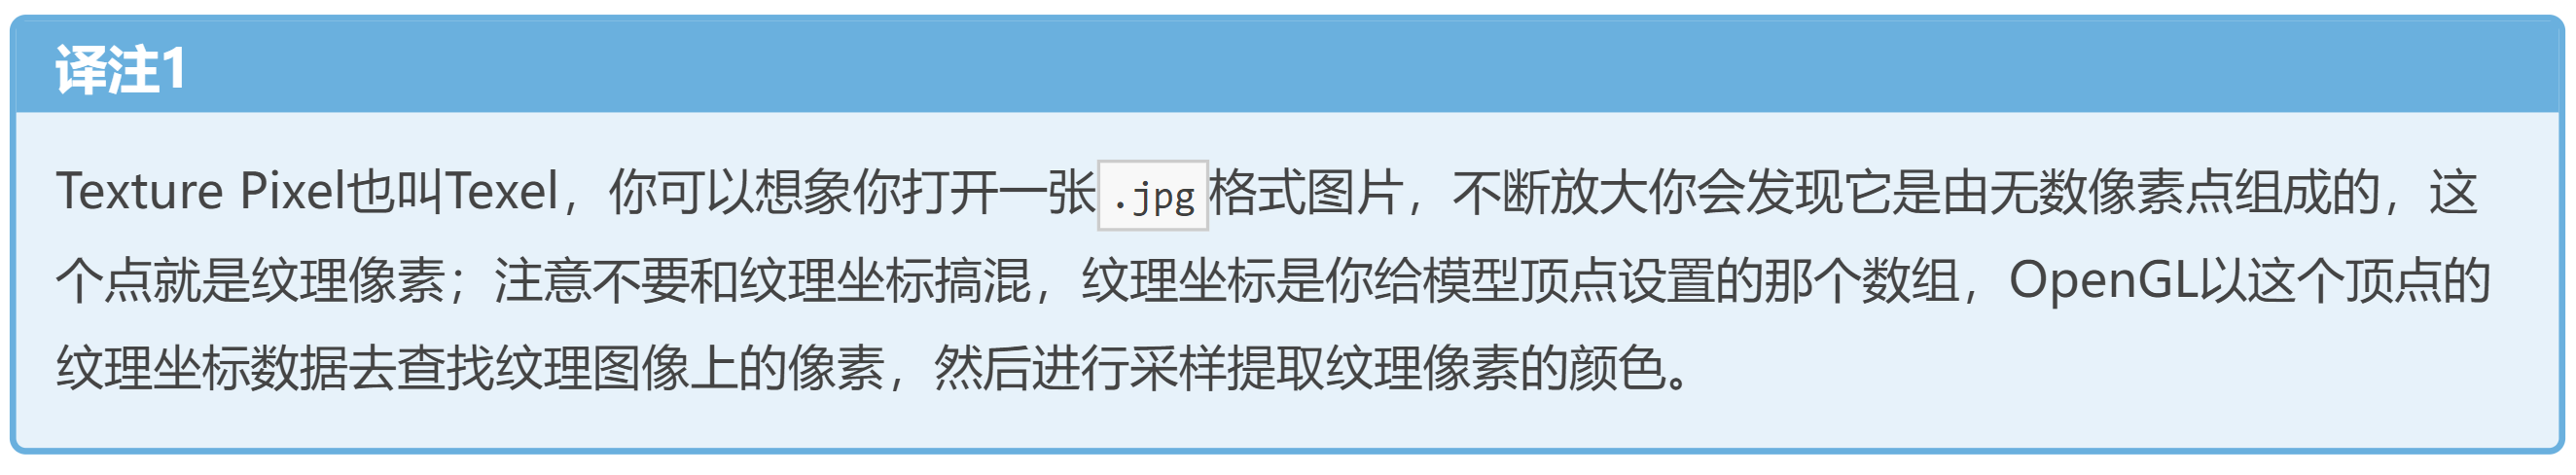 译注1
Texture Pixel也叫Texel，你可以想象你打开一张.jpg格式图片，不断放大你会发现它是由无数像素点组成的，这
个点就是纹理像素；注意不要和纹理坐标搞混，纹理坐标是你给模型顶点设置的那个数组，OpenGL以这个顶点的
纹理坐标数据去查找纹理图像上的像素，然后进行采样提取纹理像素的颜色。